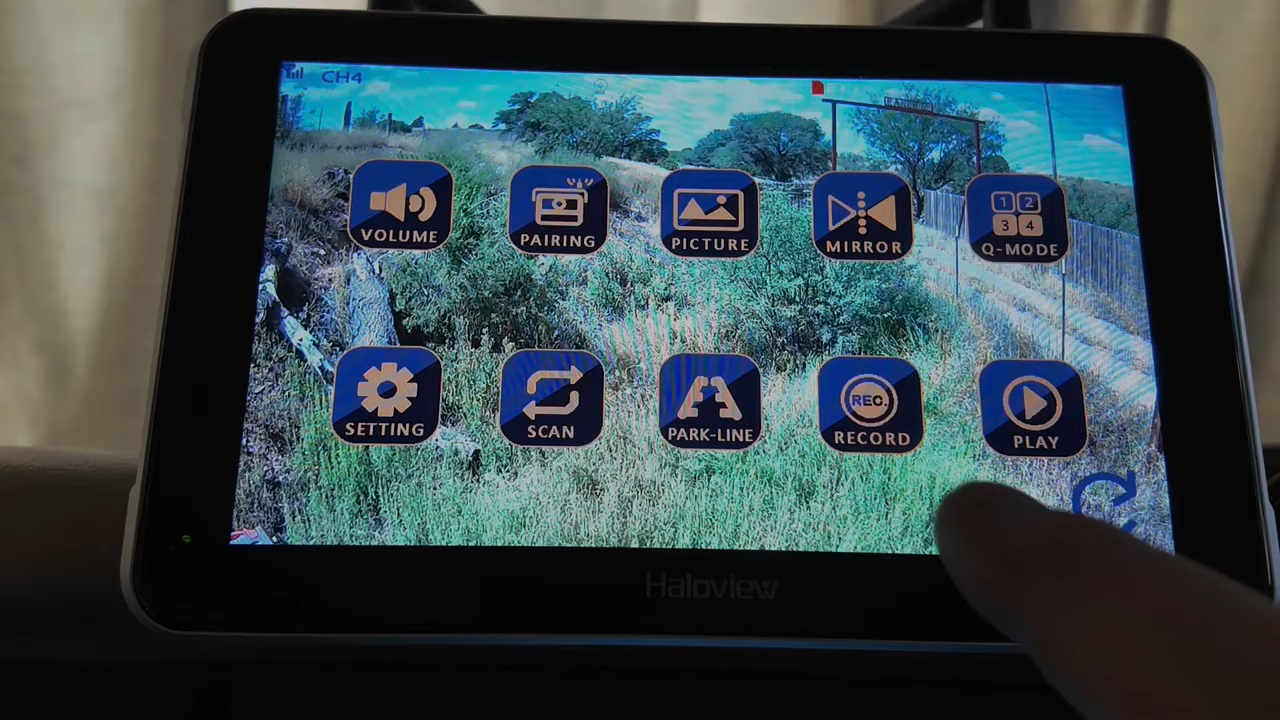 CH4
VOLUME
PAIRING
PICTURE
MIRROR
1 2
3 4
Q-MODE
SETTING
SCAN
PARK-LINE
REC.
RECORD
PLAY
Haloview